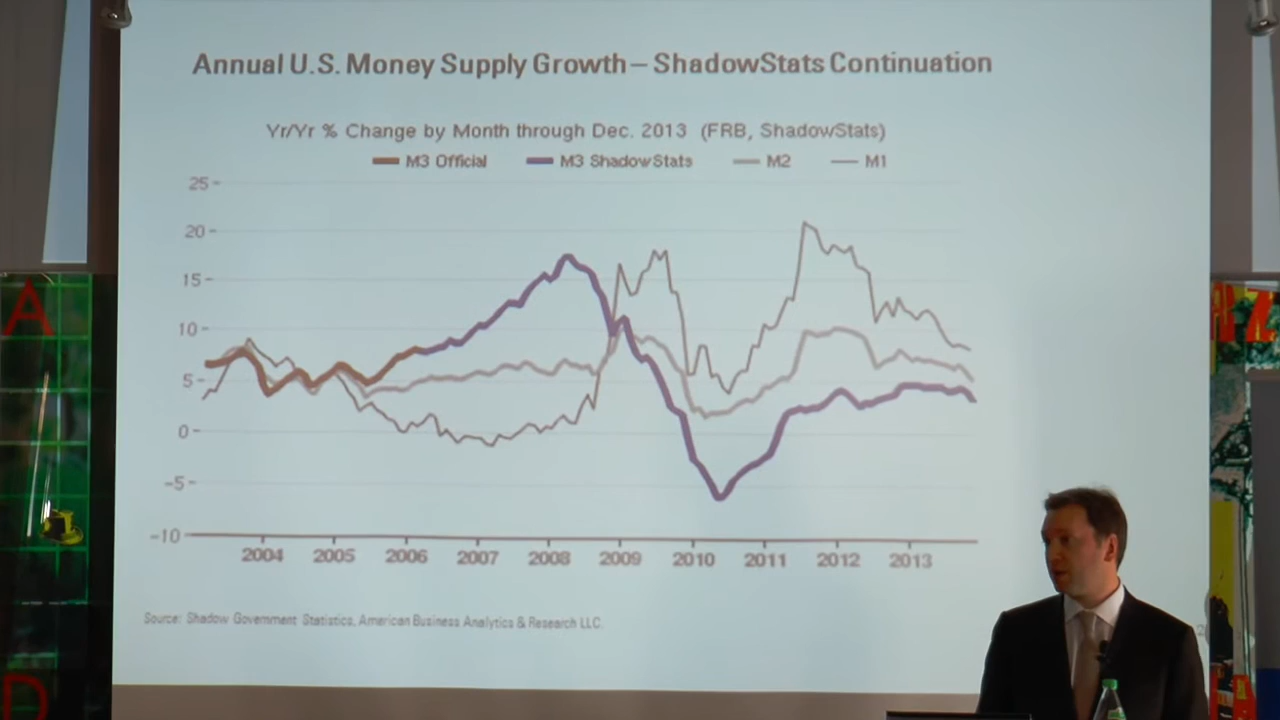 Annual U.S. Money Supply Growth – ShadowStats Continuation
Yr/Yr % Change by Month through Dec. 2013 (FRB, ShadowStats)
M3 Official M3 ShadowStats M2 M1
25
20
15
10
5
0
-5
-10
2004 2005 2006 2007 2008 2009 2010 2011 2012 2013
Source: Shadow Government Statistics, American Business Analytics & Research LLC.
A
D